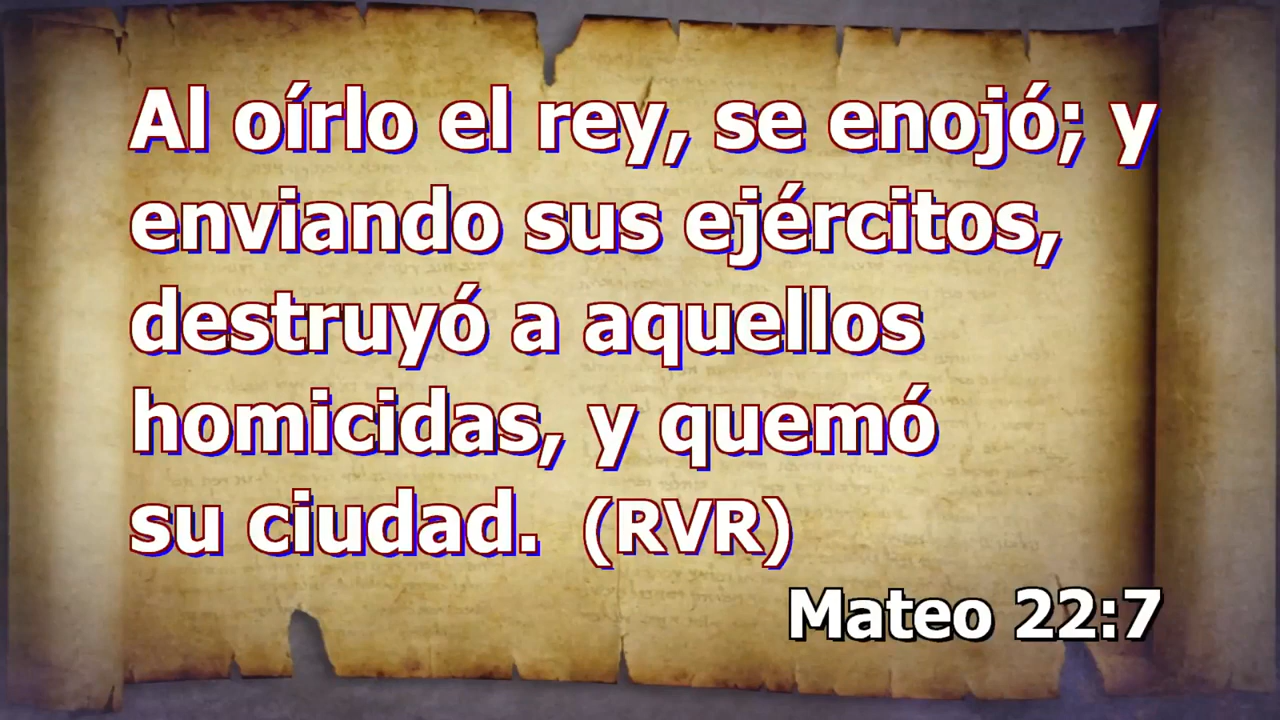 Al oírlo el rey, se enojó; y
enviando sus ejércitos,
destruyó a aquellos
homicidas, y quemó
su ciudad. (RVR)
Mateo 22:7